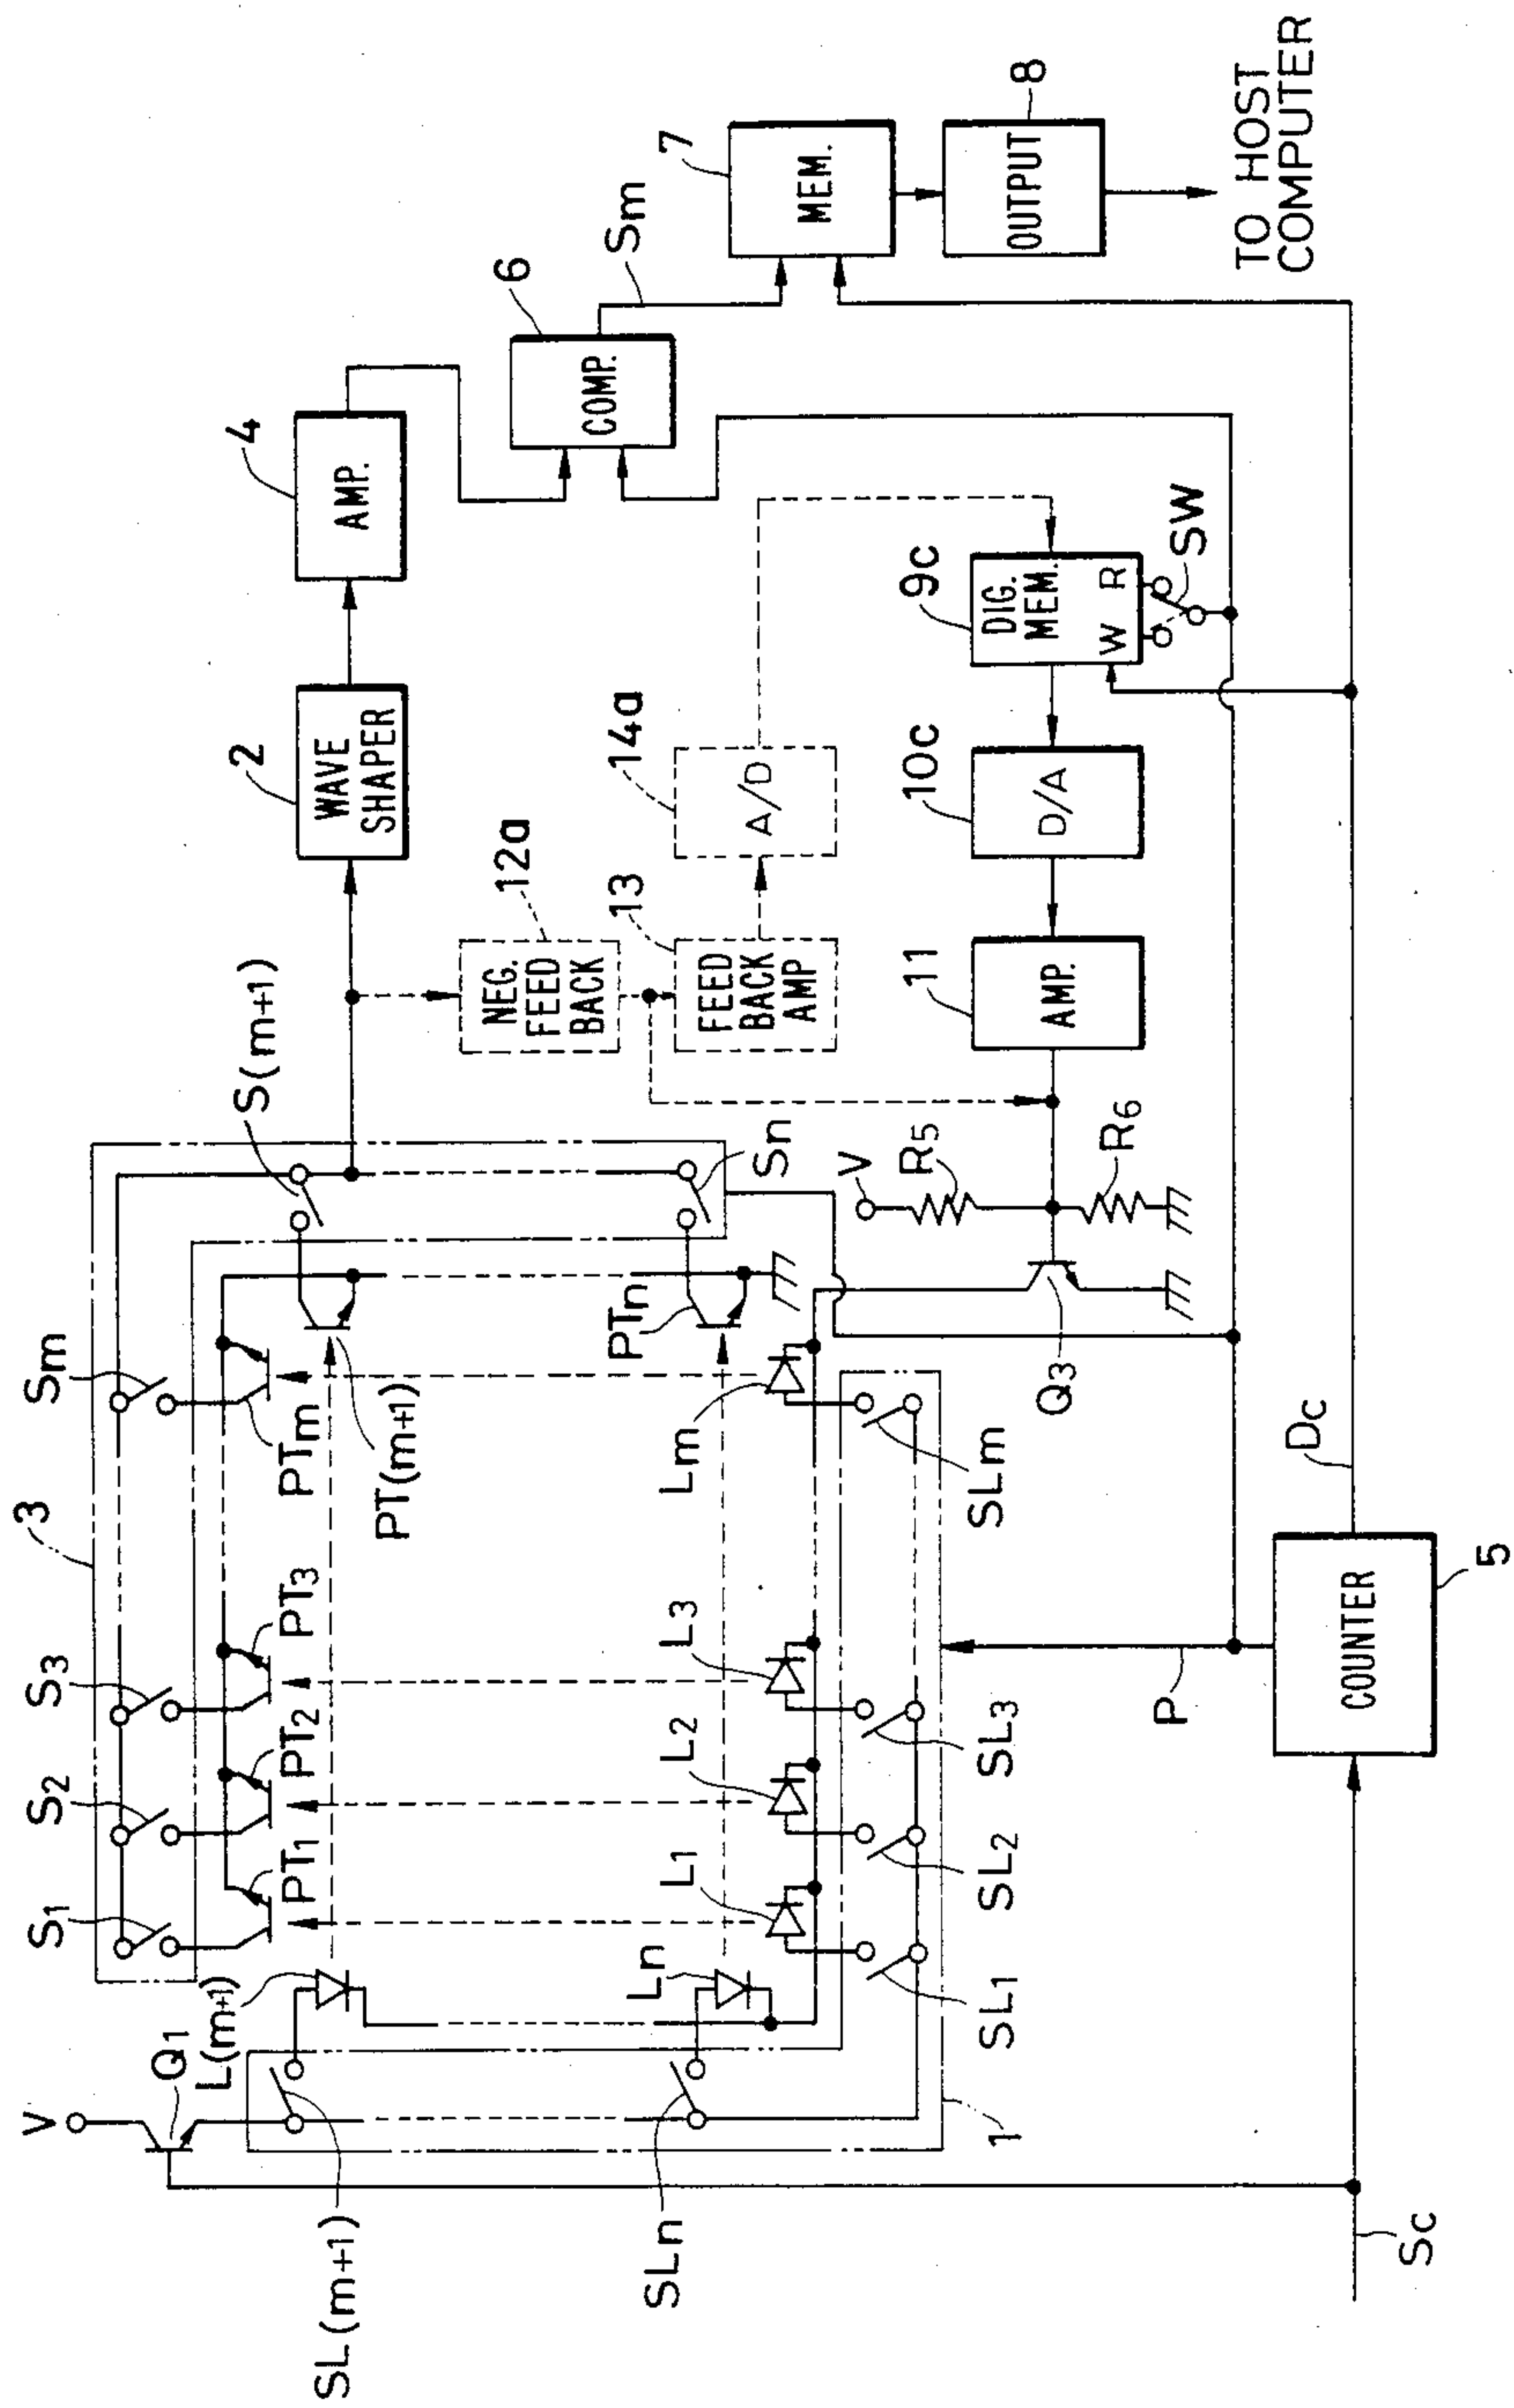 3
S1
S2
S3
Sm
S(m+1)
2
WAVE
SHAPER
4
AMP.
V
Q1
L(m+1)
PT1
PT2
PT3
PTm
PT(m+1)
12a
NEG.
FEED
BACK
6
COMP.
Sm
SL(m+1)
Ln
PTn
Sn
13
FEED
BACK
AMP
14a
A/D
7
MEM.
SLn
L1
L2
L3
Lm
V
R5
R6
11
AMP.
10c
D/A
9c
DIG.
MEM.
W
R
SW
8
OUTPUT
1
SL1
SL2
SL3
SLm
Q3
TO HOST
COMPUTER
P
COUNTER
5
Dc
Sc